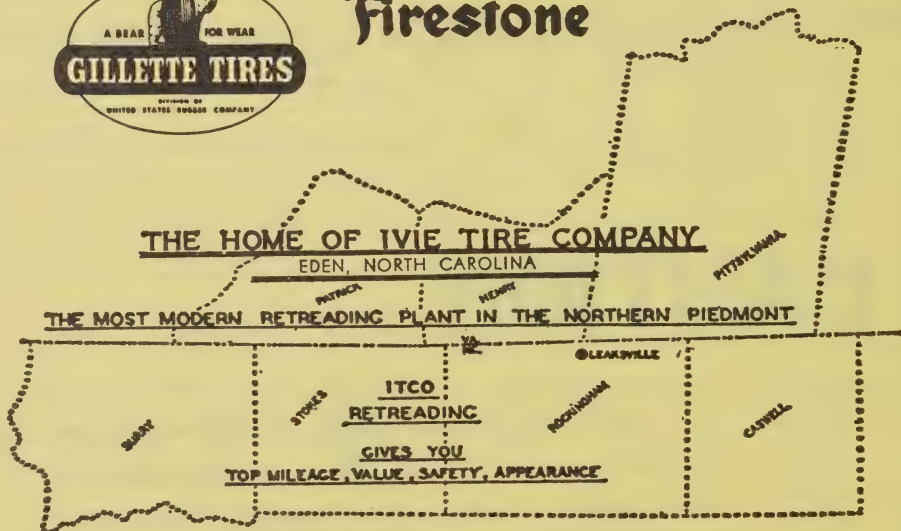 Firestone
A BEAR FOR WEAR
GILLETTE TIRES
DIVISION OF
UNITED STATES RUBBER COMPANY
THE HOME OF IVIE TIRE COMPANY
EDEN, NORTH CAROLINA
PITTSYLVANIA
PATRICK
HENRY
THE MOST MODERN RETREADING PLANT IN THE NORTHERN PIEDMONT
VA
NC
LEAKSVILLE
SURRY
STOKES
ITCO
RETREADING
ROCKINGHAM
CASWELL
GIVES YOU
TOP MILEAGE, VALUE, SAFETY, APPEARANCE